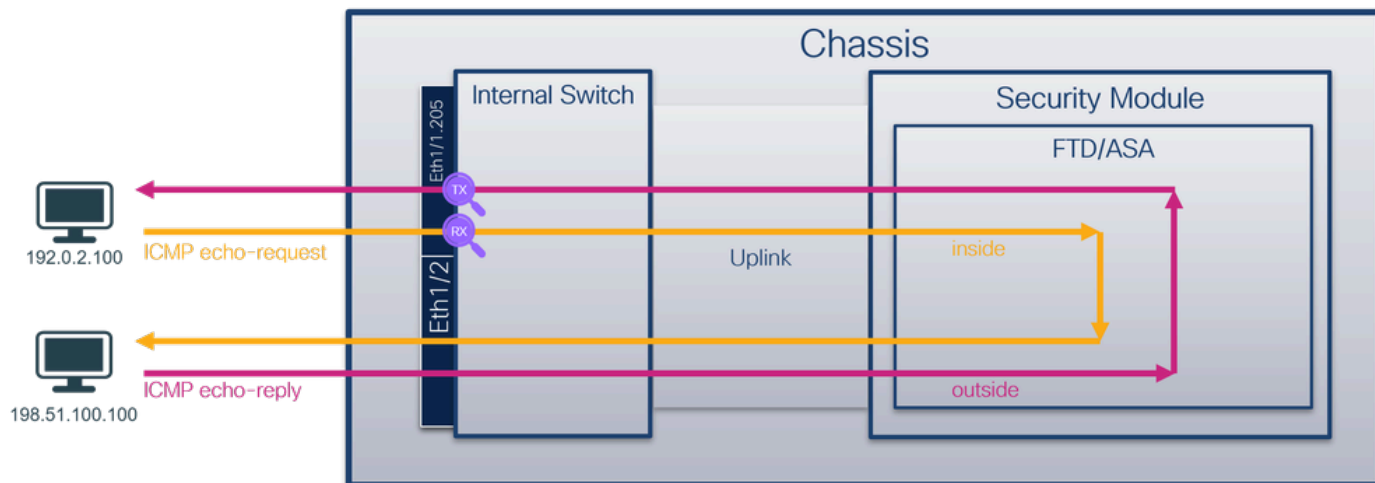 Chassis
Internal Switch
Security Module
FTD/ASA
Eth1/1.205
TX
RX
192.0.2.100
ICMP echo-request
Uplink
inside
Eth1/2
198.51.100.100
ICMP echo-reply
outside